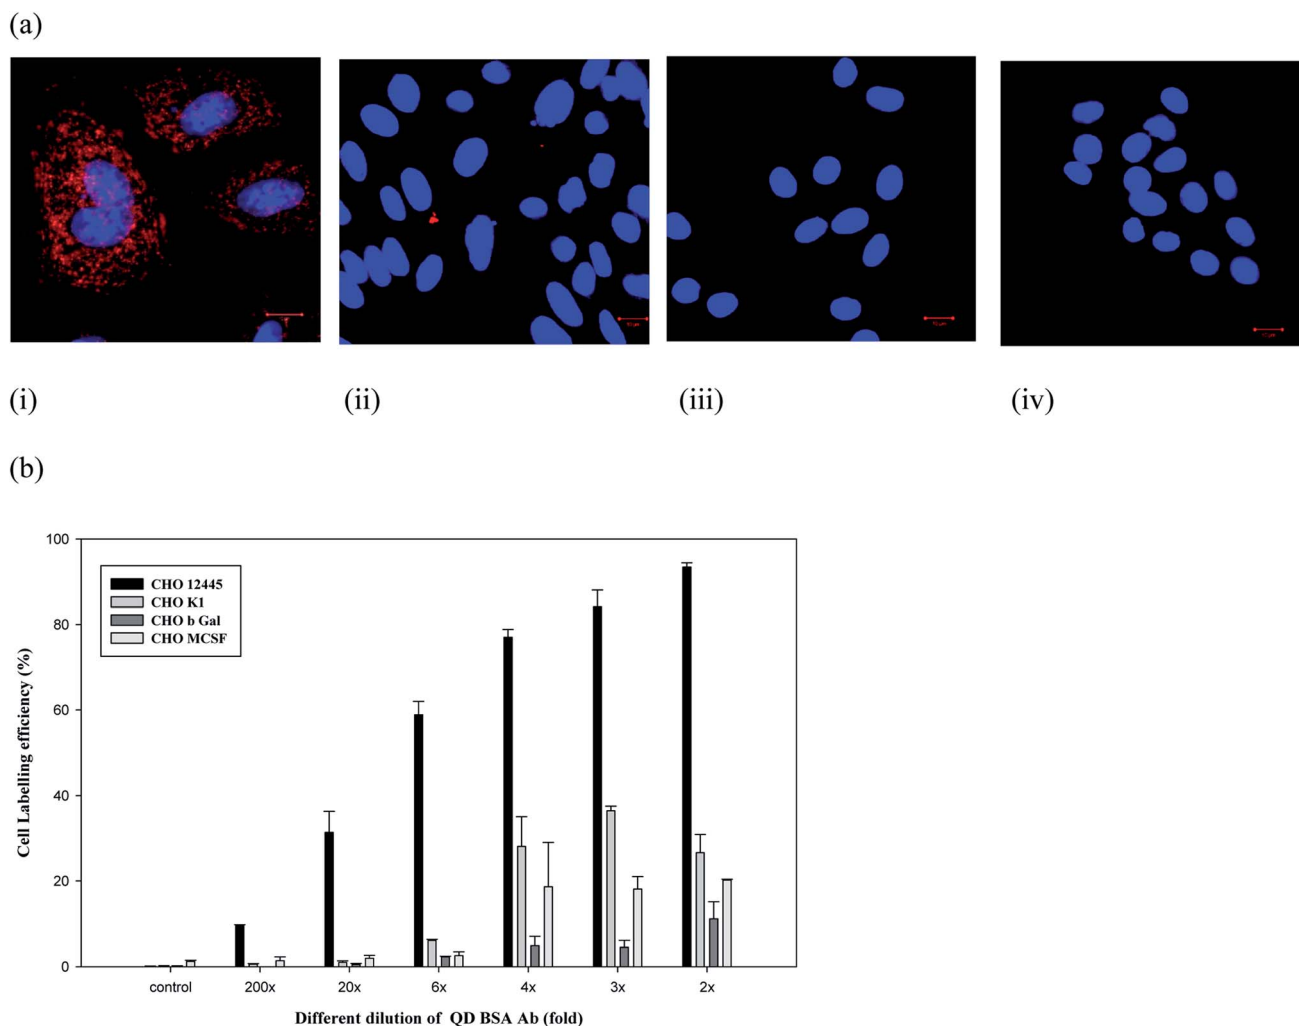 (a)
(i) (ii) (iii) (iv)
(b)
100
80
60
40
20
0
Cell Labelling efficiency (%)
CHO 12445
CHO K1
CHO b Gal
CHO MCSF
control 200x 20x 6x 4x 3x 2x
Different dilution of QD BSA Ab (fold)